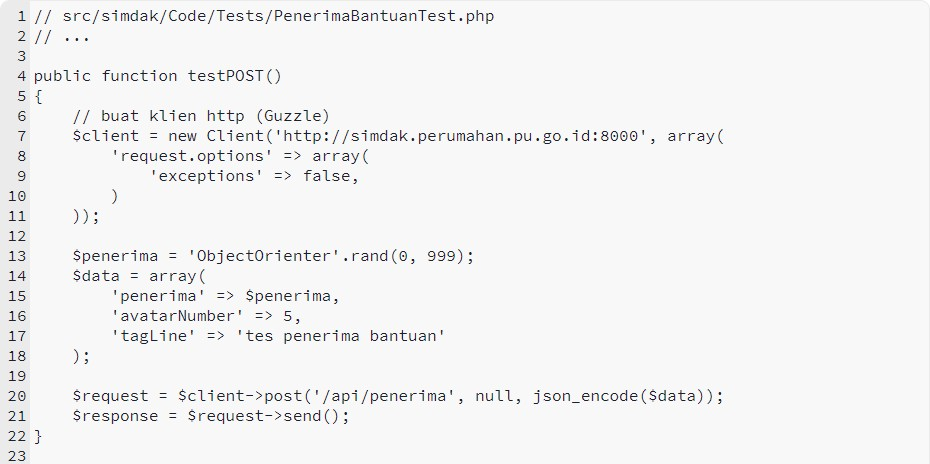 1 // src/simdak/Code/Tests/PenerimaBantuanTest.php
2 // ...
3
4 public function testPOST()
5 {
6     // buat klien http (Guzzle)
7     $client = new Client('http://simdak.perumahan.pu.go.id:8000', array(
8         'request.options' => array(
9             'exceptions' => false,
10         )
11     ));
12
13     $penerima = 'ObjectOrienter'.rand(0, 999);
14     $data = array(
15         'penerima' => $penerima,
16         'avatarNumber' => 5,
17         'tagLine' => 'tes penerima bantuan'
18     );
19
20     $request = $client->post('/api/penerima', null, json_encode($data));
21     $response = $request->send();
22 }
23